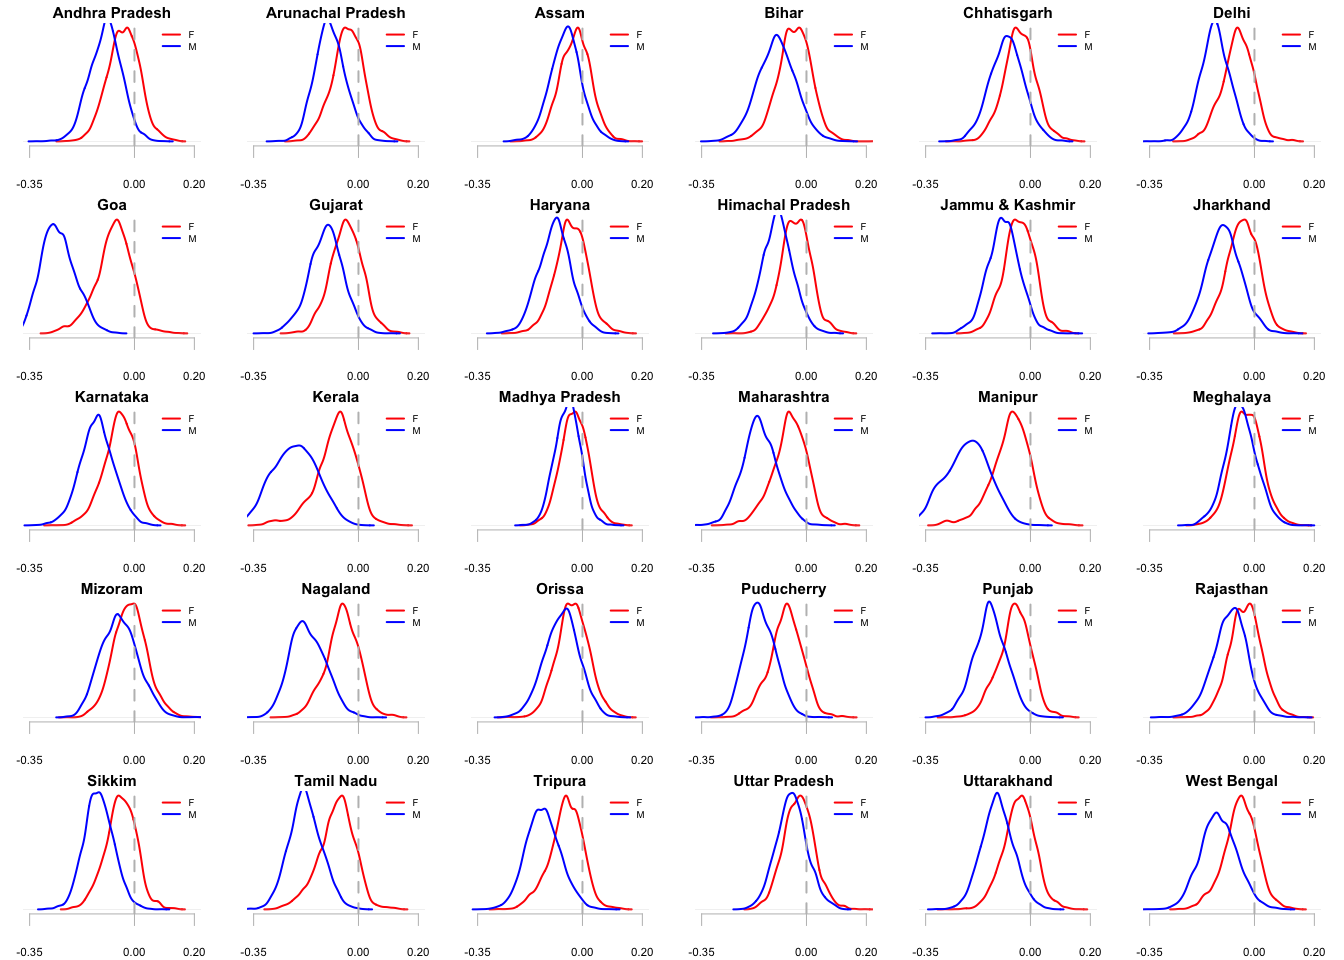 Andhra Pradesh
F
M
-0.35 0.00 0.20
Arunachal Pradesh
F
M
-0.35 0.00 0.20
Assam
F
M
-0.35 0.00 0.20
Bihar
F
M
-0.35 0.00 0.20
Chhatisgarh
F
M
-0.35 0.00 0.20
Delhi
F
M
-0.35 0.00 0.20
Goa
F
M
-0.35 0.00 0.20
Gujarat
F
M
-0.35 0.00 0.20
Haryana
F
M
-0.35 0.00 0.20
Himachal Pradesh
F
M
-0.35 0.00 0.20
Jammu & Kashmir
F
M
-0.35 0.00 0.20
Jharkhand
F
M
-0.35 0.00 0.20
Karnataka
F
M
-0.35 0.00 0.20
Kerala
F
M
-0.35 0.00 0.20
Madhya Pradesh
F
M
-0.35 0.00 0.20
Maharashtra
F
M
-0.35 0.00 0.20
Manipur
F
M
-0.35 0.00 0.20
Meghalaya
F
M
-0.35 0.00 0.20
Mizoram
F
M
-0.35 0.00 0.20
Nagaland
F
M
-0.35 0.00 0.20
Orissa
F
M
-0.35 0.00 0.20
Puducherry
F
M
-0.35 0.00 0.20
Punjab
F
M
-0.35 0.00 0.20
Rajasthan
F
M
-0.35 0.00 0.20
Sikkim
F
M
-0.35 0.00 0.20
Tamil Nadu
F
M
-0.35 0.00 0.20
Tripura
F
M
-0.35 0.00 0.20
Uttar Pradesh
F
M
-0.35 0.00 0.20
Uttarakhand
F
M
-0.35 0.00 0.20
West Bengal
F
M
-0.35 0.00 0.20